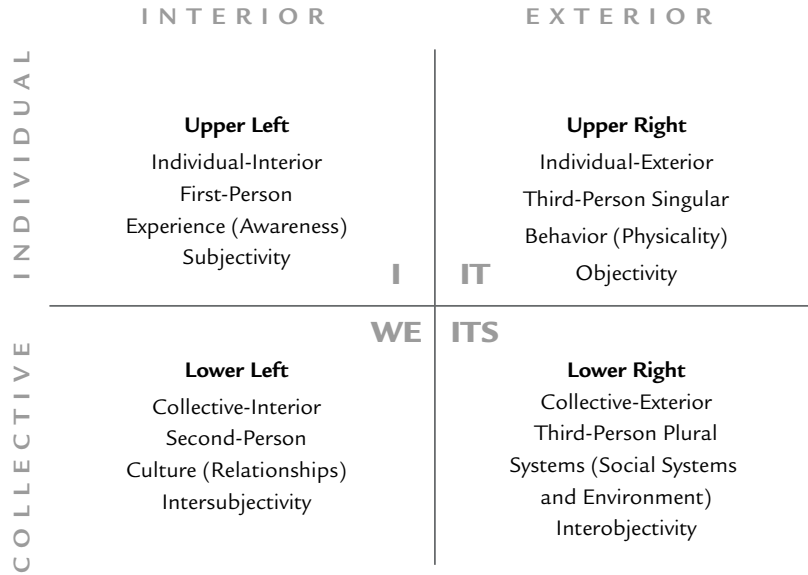 INTERIOR
EXTERIOR
INDIVIDUAL
Upper Left
Individual-Interior
First-Person
Experience (Awareness)
Subjectivity
I
Upper Right
Individual-Exterior
Third-Person Singular
Behavior (Physicality)
Objectivity
IT
COLLECTIVE
WE
Lower Left
Collective-Interior
Second-Person
Culture (Relationships)
Intersubjectivity
ITS
Lower Right
Collective-Exterior
Third-Person Plural
Systems (Social Systems
and Environment)
Interobjectivity